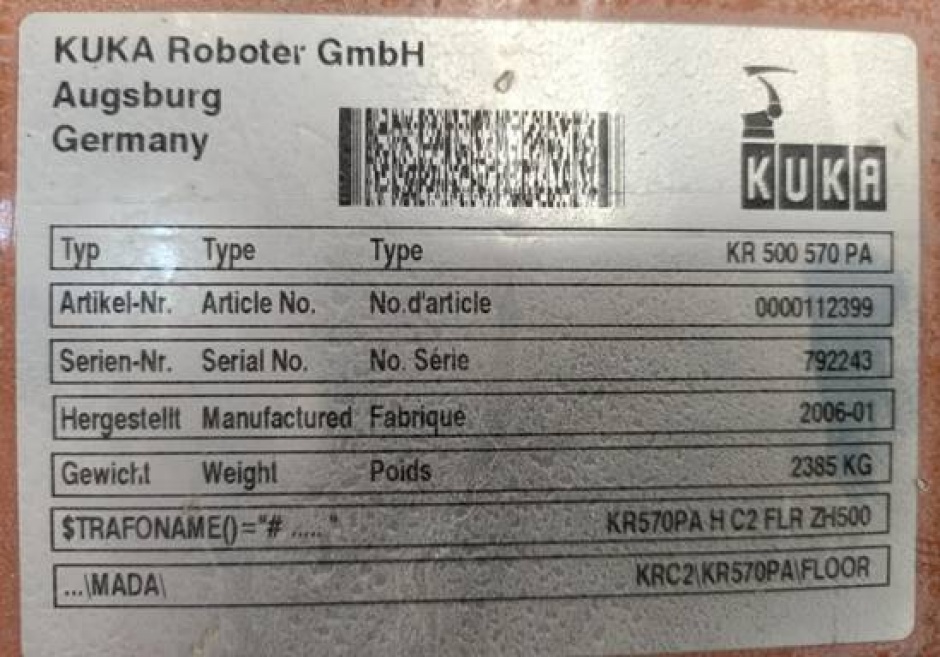 KUKA Roboter GmbH
Augsburg
Germany
KUKA
Typ Type Type KR 500 570 PA
Artikel-Nr. Article No. No.d'article 0000112399
Serien-Nr. Serial No. No. Série 792243
Hergestellt Manufactured Fabriqué 2006-01
Gewicht Weight Poids 2385 KG
$TRAFONAME()="# ....." KR570PA H C2 FLR ZH500
...\MADA\ KRC2\KR570PA\FLOOR